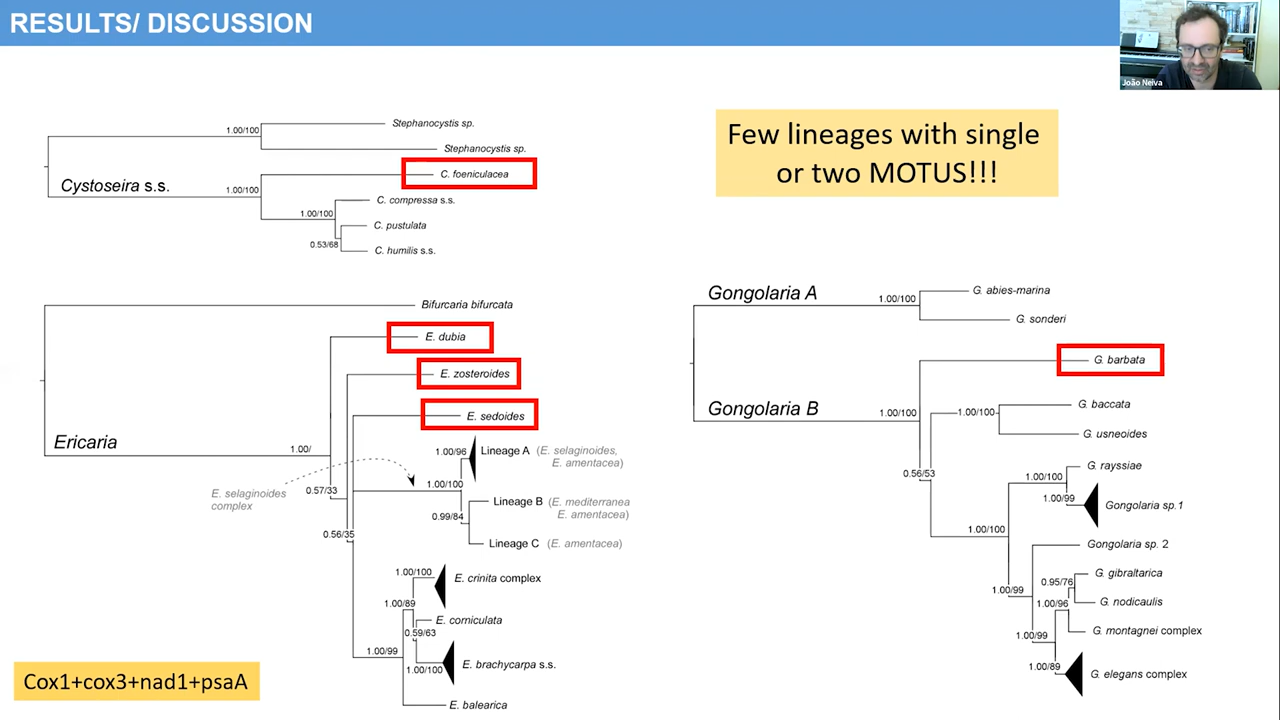 RESULTS/ DISCUSSION
João Neiva
Few lineages with single
or two MOTUS!!!
Stephanocystis sp.
1.00/100
Stephanocystis sp.
C. foeniculacea
Cystoseira s.s.
1.00/100
C. compressa s.s.
1.00/100
C. pustulata
0.53/68
C. humilis s.s.
Bifurcaria bifurcata
E. dubia
E. zosteroides
E. sedoides
Ericaria
1.00/
1.00/96
Lineage A (E. selaginoides,
E. amentacea)
E. selaginoides
complex
0.57/33
1.00/100
Lineage B (E. mediterranea
E. amentacea)
0.99/84
0.56/35
Lineage C (E. amentacea)
1.00/100
E. crinita complex
1.00/89
E. corniculata
0.59/63
1.00/99
1.00/100
E. brachycarpa s.s.
E. balearica
Gongolaria A
1.00/100
G. abies-marina
G. sonderi
G. barbata
Gongolaria B
1.00/100
1.00/100
G. baccata
G. usneoides
0.56/53
G. rayssiae
1.00/100
1.00/99
Gongolaria sp.1
1.00/100
Gongolaria sp. 2
G. gibraltarica
0.95/76
1.00/99
G. nodicaulis
1.00/96
G. montagnei complex
1.00/99
1.00/89
G. elegans complex
Cox1+cox3+nad1+psaA